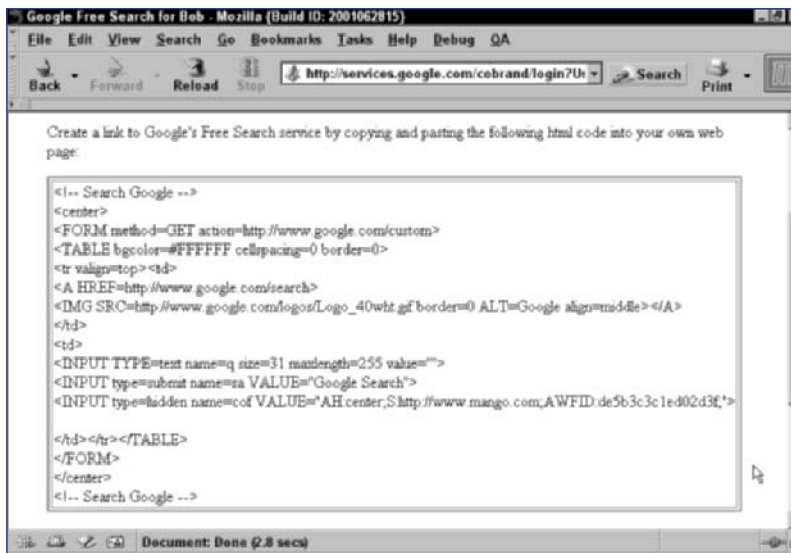 Google Free Search for Bob - Mozilla {Build ID: 2001062815}
File Edit View Search Go Bookmarks Tasks Help Debug QA
Back Forward Reload Stop http://services.google.com/cobrand/login?Ur Search Print
Create a link to Google's Free Search service by copying and pasting the following html code into your own web
page:
<!-- Search Google -->
<center>
<FORM method=GET action=http://www.google.com/custom>
<TABLE bgcolor=#FFFFFF cellspacing=0 border=0>
<tr valign=top><td>
<A HREF=http://www.google.com/search>
<IMG SRC=http://www.google.com/logos/Logo_40wht.gif border=0 ALT=Google align=middle></A>
</td>
<td>
<INPUT TYPE=text name=q size=31 maxlength=255 value="">
<INPUT type=submit name=sa VALUE="Google Search">
<INPUT type=hidden name=cof VALUE="AH:center;S:http://www.mango.com;AWFID:de5b3c3c1ed02d3f;">
</td></tr></TABLE>
</FORM>
</center>
<!-- Search Google -->
Document: Done (2.8 secs)